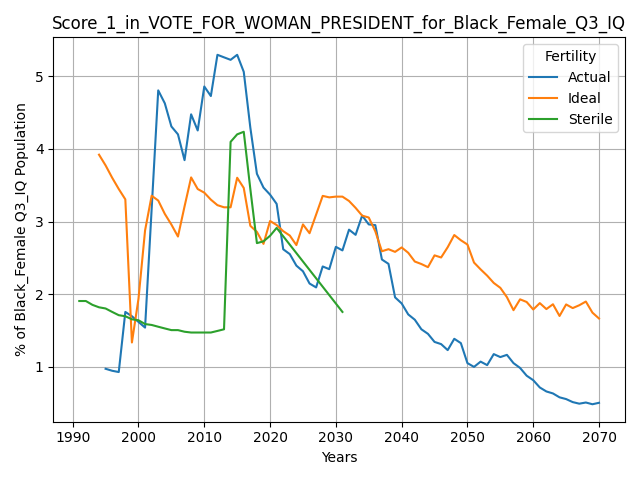 Score_1_in_VOTE_FOR_WOMAN_PRESIDENT_for_Black_Female_Q3_IQ
Fertility
Actual
Ideal
Sterile
% of Black_Female Q3_IQ Population
5
4
3
2
1
1990 2000 2010 2020 2030 2040 2050 2060 2070
Years